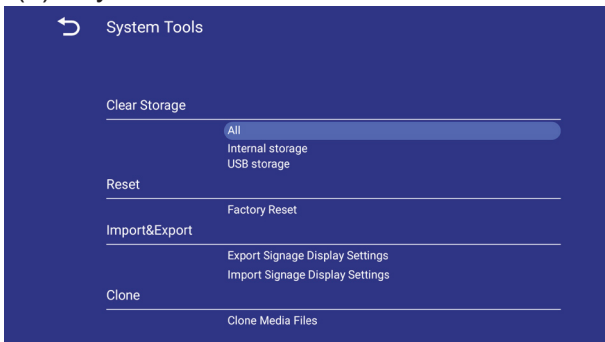 System Tools
Clear Storage
All
Internal storage
USB storage
Reset
Factory Reset
Import&Export
Export Signage Display Settings
Import Signage Display Settings
Clone
Clone Media Files